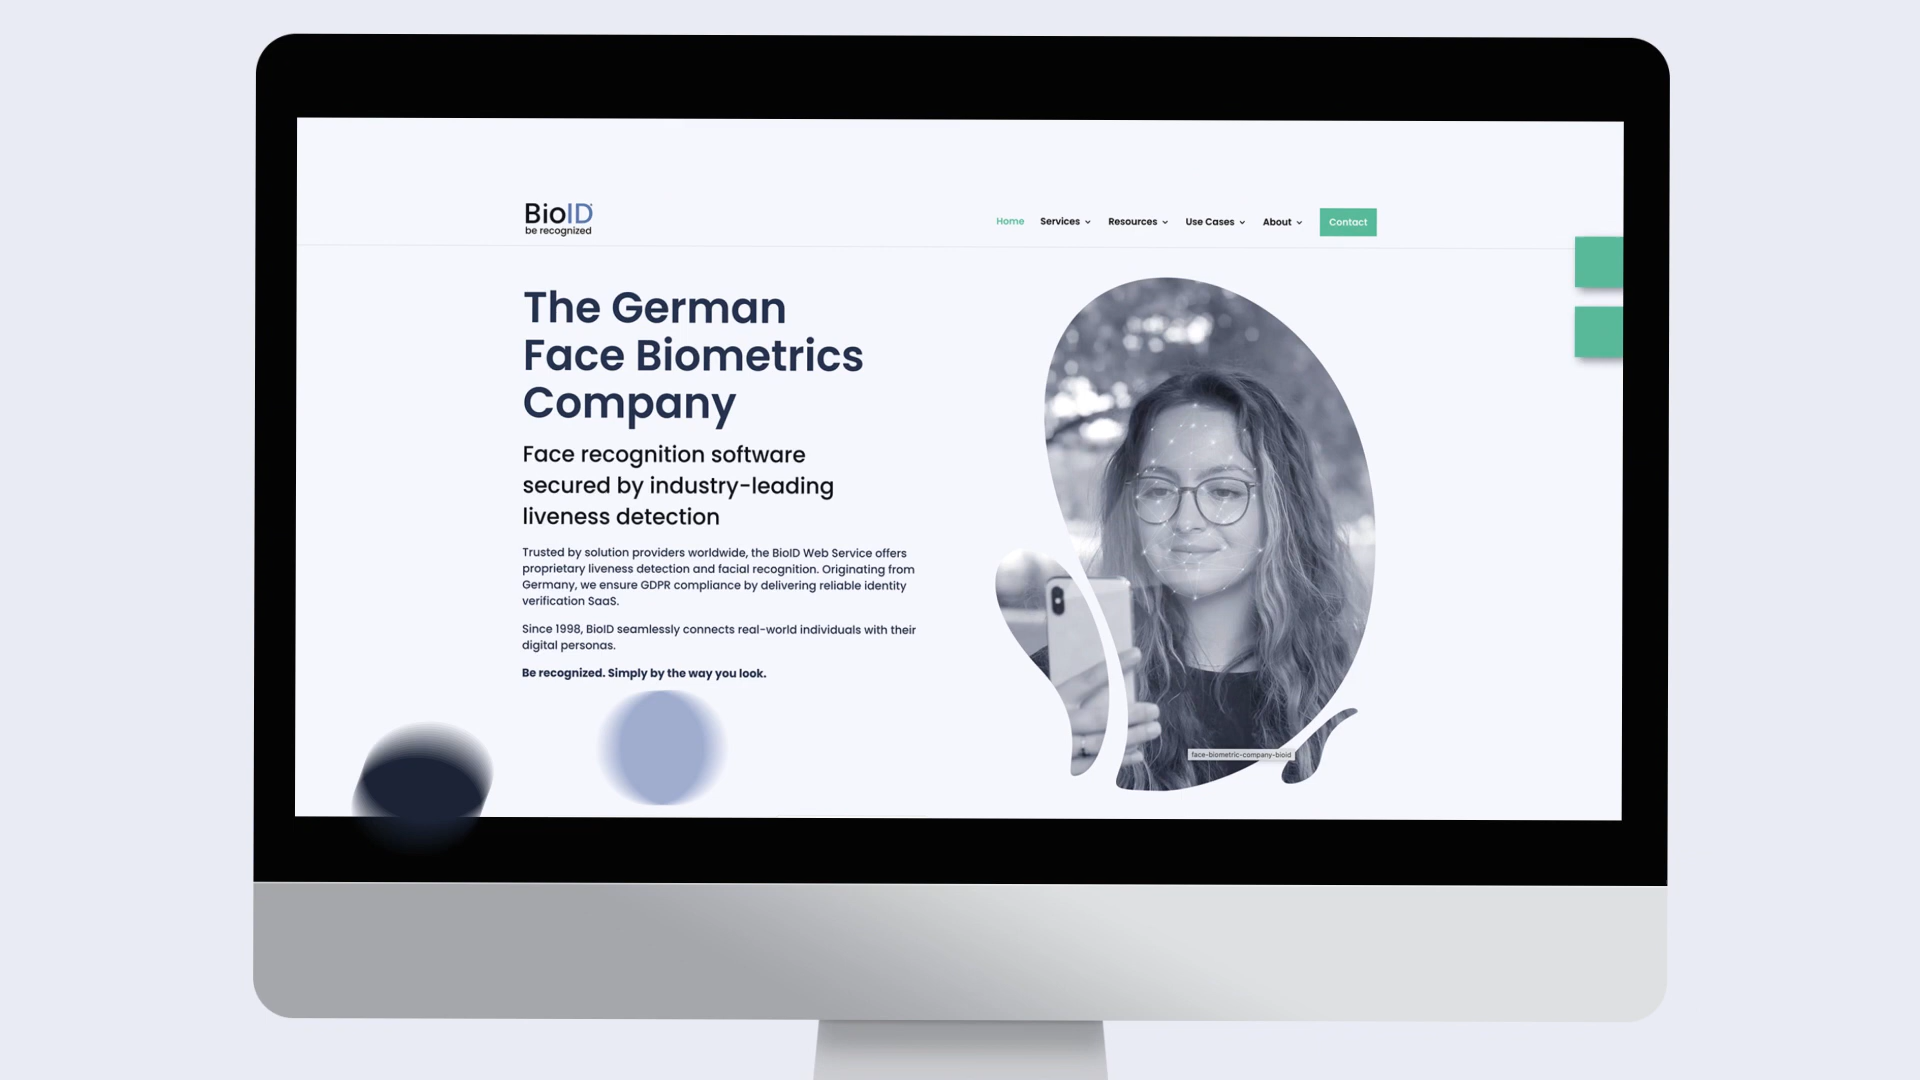 BioID
be recognized
Home Services Resources Use Cases About Contact
The German
Face Biometrics
Company
Face recognition software
secured by industry-leading
liveness detection
Trusted by solution providers worldwide, the BioID Web Service offers
proprietary liveness detection and facial recognition. Originating from
Germany, we ensure GDPR compliance by delivering reliable identity
verification SaaS.
Since 1998, BioID seamlessly connects real-world individuals with their
digital personas.
Be recognized. Simply by the way you look.
face-biometric-company-bioid